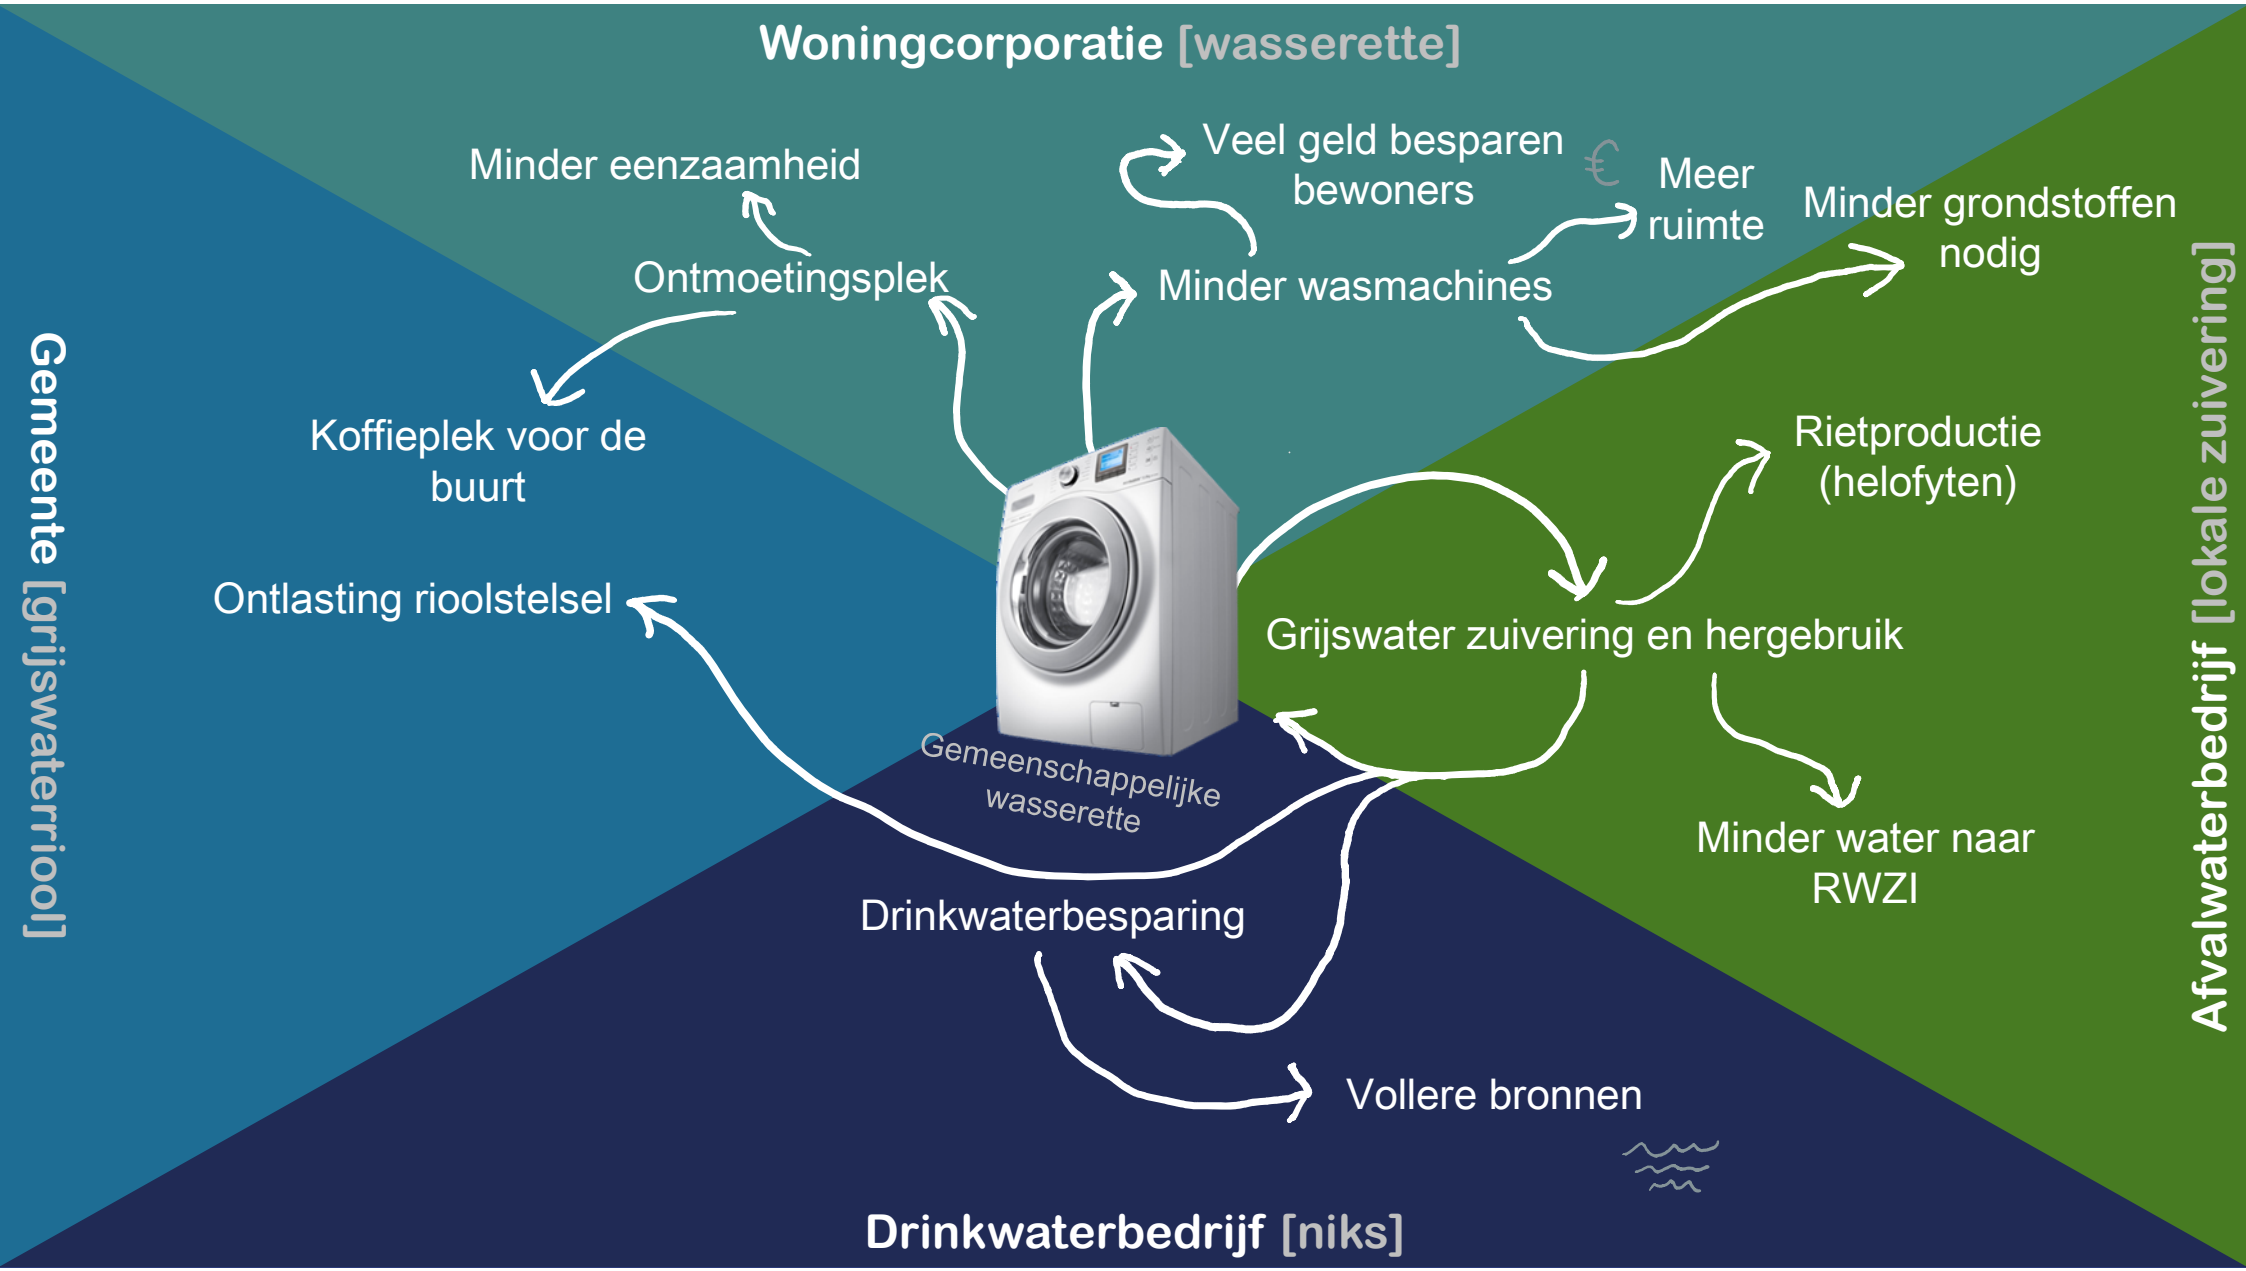 Woningcorporatie [wasserette]
Minder eenzaamheid
Veel geld besparen
bewoners
€
Meer
ruimte
Minder grondstoffen
nodig
Ontmoetingsplek
Minder wasmachines
Gemeente [grijswaterriool]
Koffieplek voor de
buurt
Rietproductie
(helofyten)
Afvalwaterbedrijf [lokale zuivering]
Ontlasting rioolstelsel
Grijswater zuivering en hergebruik
Gemeenschappelijke
wasserette
Minder water naar
RWZI
Drinkwaterbesparing
Vollere bronnen
Drinkwaterbedrijf [niks]